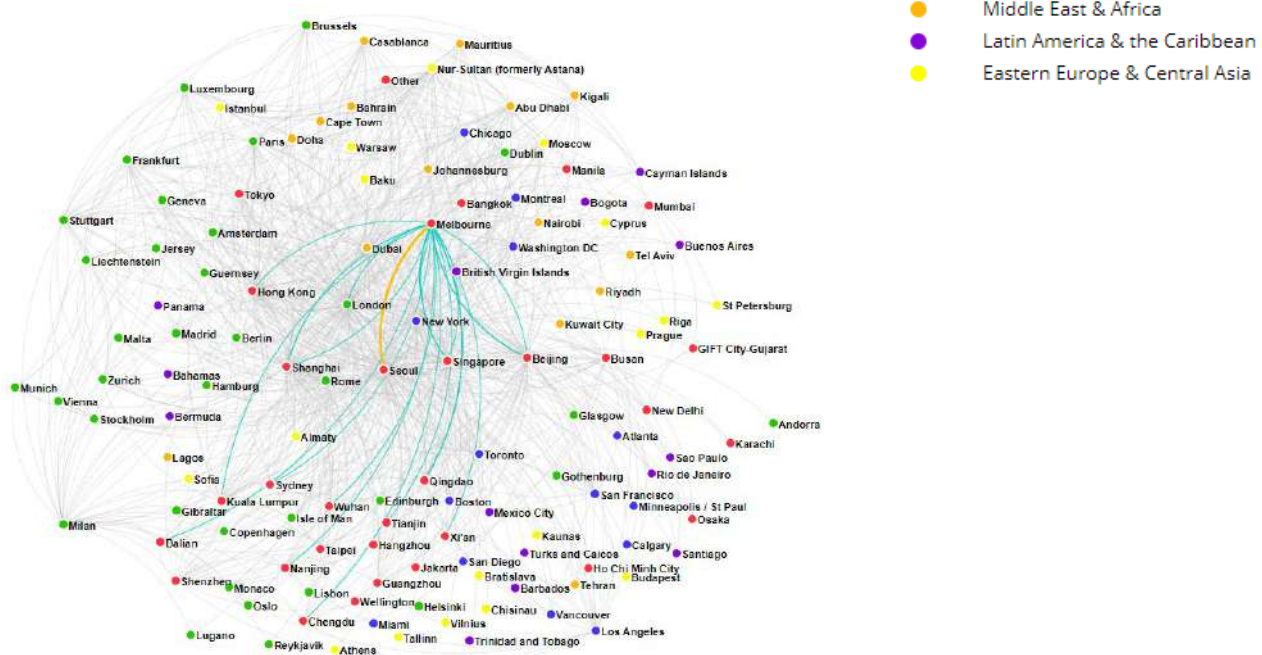 Middle East & Africa
Latin America & the Caribbean
Eastern Europe & Central Asia
Brussels
Casablanca
Mauritius
Nur-Sultan (formerly Astana)
Other
Luxembourg
Istanbul
Bahrain
Abu Dhabi
Kigali
Cape Town
Chicago
Paris
Doha
Warsaw
Moscow
Dublin
Frankfurt
Johannesburg
Manila
Cayman Islands
Baku
Geneva
Tokyo
Bangkok
Montreal
Bogota
Mumbai
Stuttgart
Melbourne
Nairobi
Cyprus
Amsterdam
Jersey
Dubai
Washington DC
Buenos Aires
Tel Aviv
Liechtenstein
Guernsey
British Virgin Islands
Hong Kong
Riyadh
Panama
London
St Petersburg
New York
Kuwait City
Riga
Malta
Madrid
Berlin
Prague
GIFT City-Gujarat
Shanghai
Seoul
Singapore
Beijing
Busan
Munich
Zurich
Bahamas
Hamburg
Rome
Vienna
Stockholm
Bermuda
Glasgow
New Delhi
Andorra
Almaty
Atlanta
Karachi
Lagos
Toronto
Sao Paulo
Sofia
Sydney
Qingdao
Gothenburg
Rio de Janeiro
Kuala Lumpur
Wuhan
Edinburgh
Boston
San Francisco
Minneapolis / St Paul
Gibraltar
Isle of Man
Mexico City
Osaka
Milan
Copenhagen
Tianjin
Xi'an
Kaunas
Dalian
Taipei
Hangzhou
Turks and Caicos
Calgary
Santiago
Nanjing
Jakarta
San Diego
Ho Chi Minh City
Shenzhen
Monaco
Guangzhou
Bratislava
Barbados
Tehran
Budapest
Lisbon
Oslo
Wellington
Helsinki
Chisinau
Vancouver
Chengdu
Miami
Vilnius
Los Angeles
Lugano
Reykjavik
Athens
Tallinn
Trinidad and Tobago